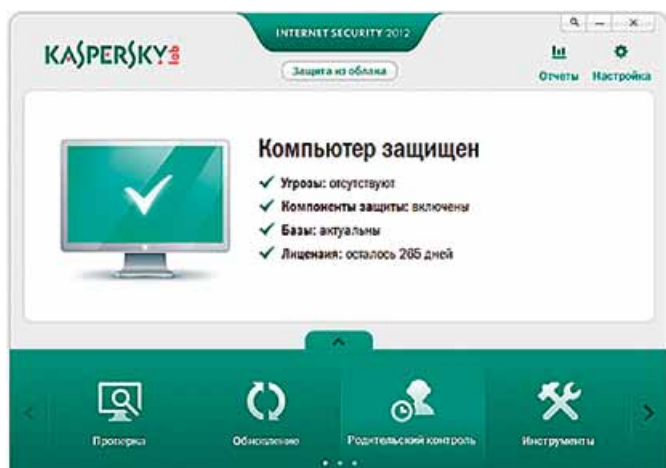 INTERNET SECURITY 2012
KASPERSKY lab
Защита из облака
Отчеты
Настройка
Компьютер защищен
Угрозы: отсутствуют
Компоненты защиты: включены
Базы: актуальны
Лицензия: осталось 265 дней
Проверка
Обновление
Родительский контроль
Инструменты